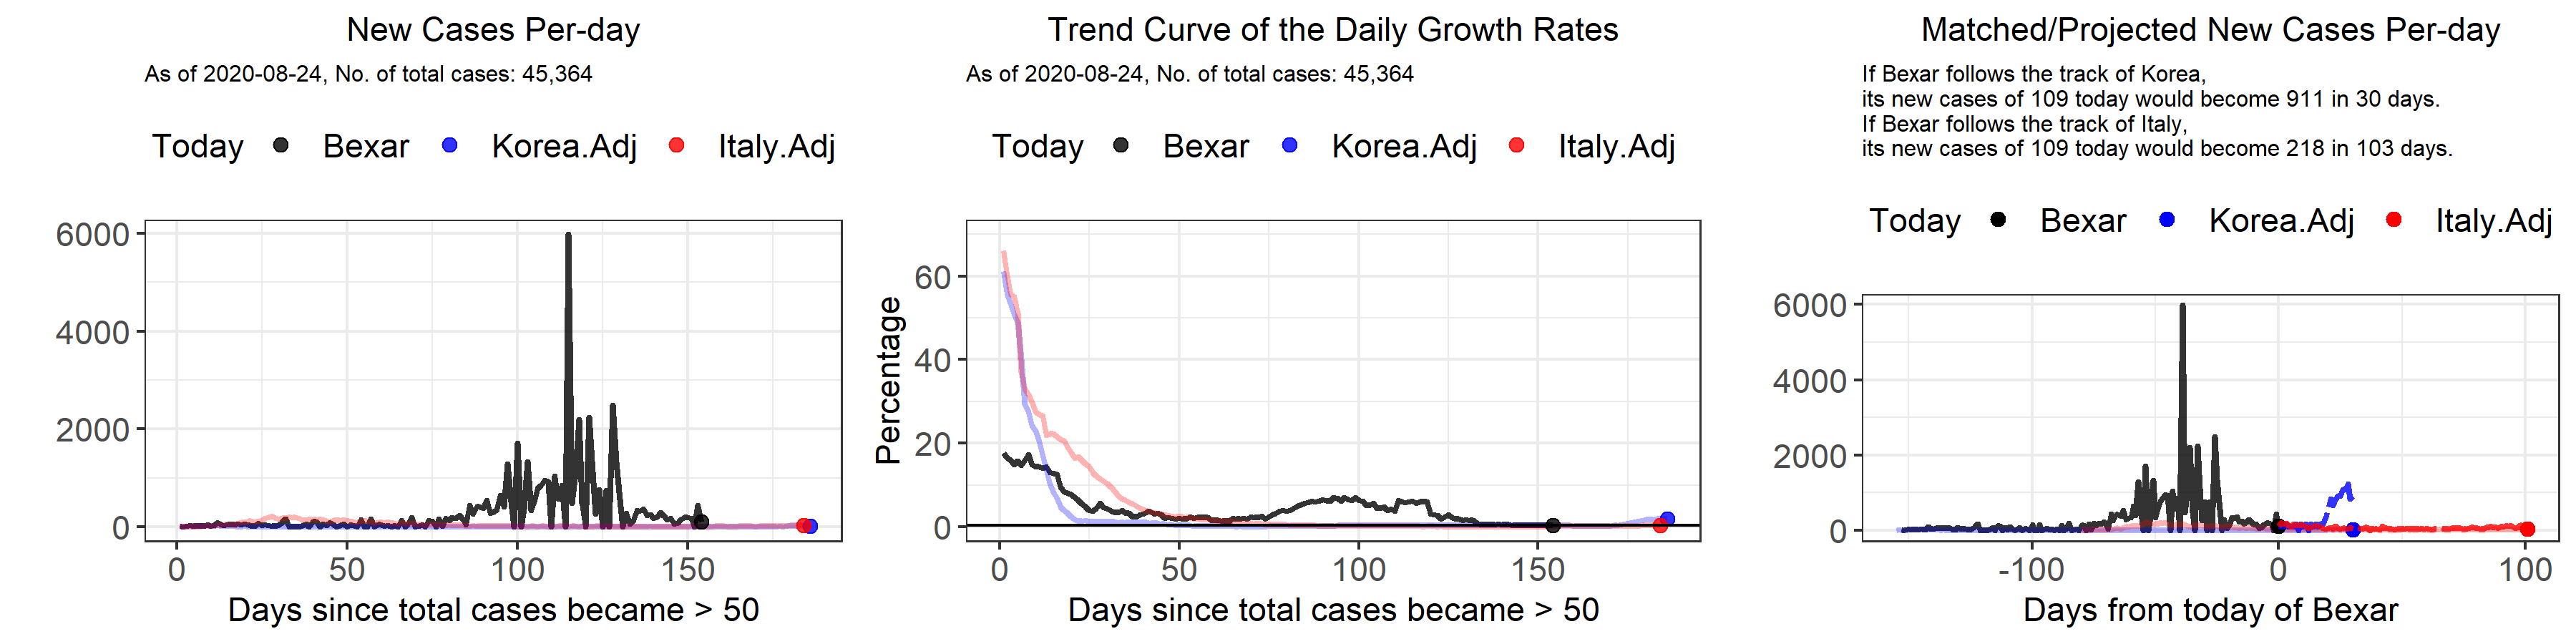 New Cases Per-day
As of 2020-08-24, No. of total cases: 45,364
Today Bexar Korea.Adj Italy.Adj
6000
4000
2000
0
0 50 100 150
Days since total cases became > 50
Trend Curve of the Daily Growth Rates
As of 2020-08-24, No. of total cases: 45,364
Today Bexar Korea.Adj Italy.Adj
Percentage
60
40
20
0
0 50 100 150
Days since total cases became > 50
Matched/Projected New Cases Per-day
If Bexar follows the track of Korea,
its new cases of 109 today would become 911 in 30 days.
If Bexar follows the track of Italy,
its new cases of 109 today would become 218 in 103 days.
Today Bexar Korea.Adj Italy.Adj
6000
4000
2000
0
-100 0 100
Days from today of Bexar